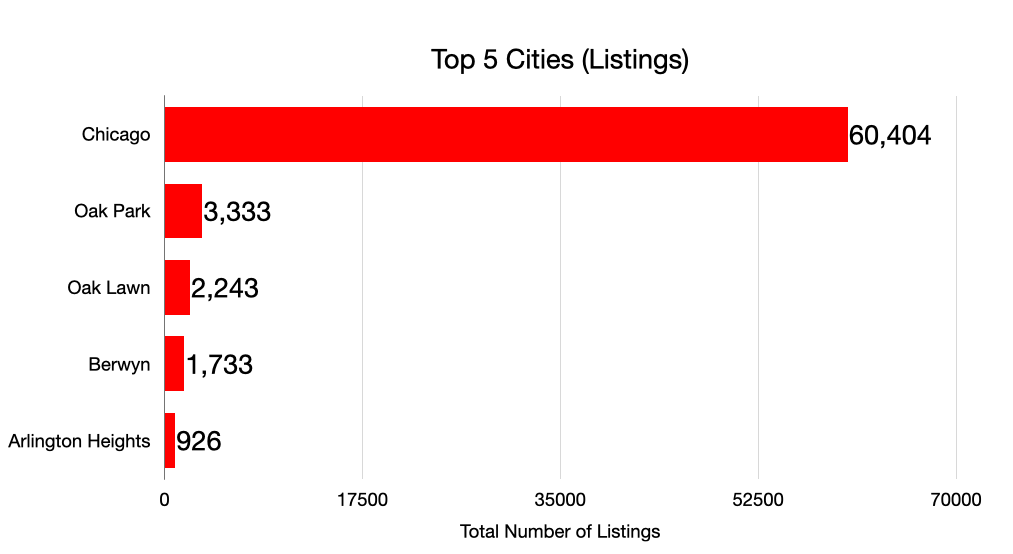 Top 5 Cities (Listings)
Chicago 60,404
Oak Park 3,333
Oak Lawn 2,243
Berwyn 1,733
Arlington Heights 926
0 17500 35000 52500 70000
Total Number of Listings